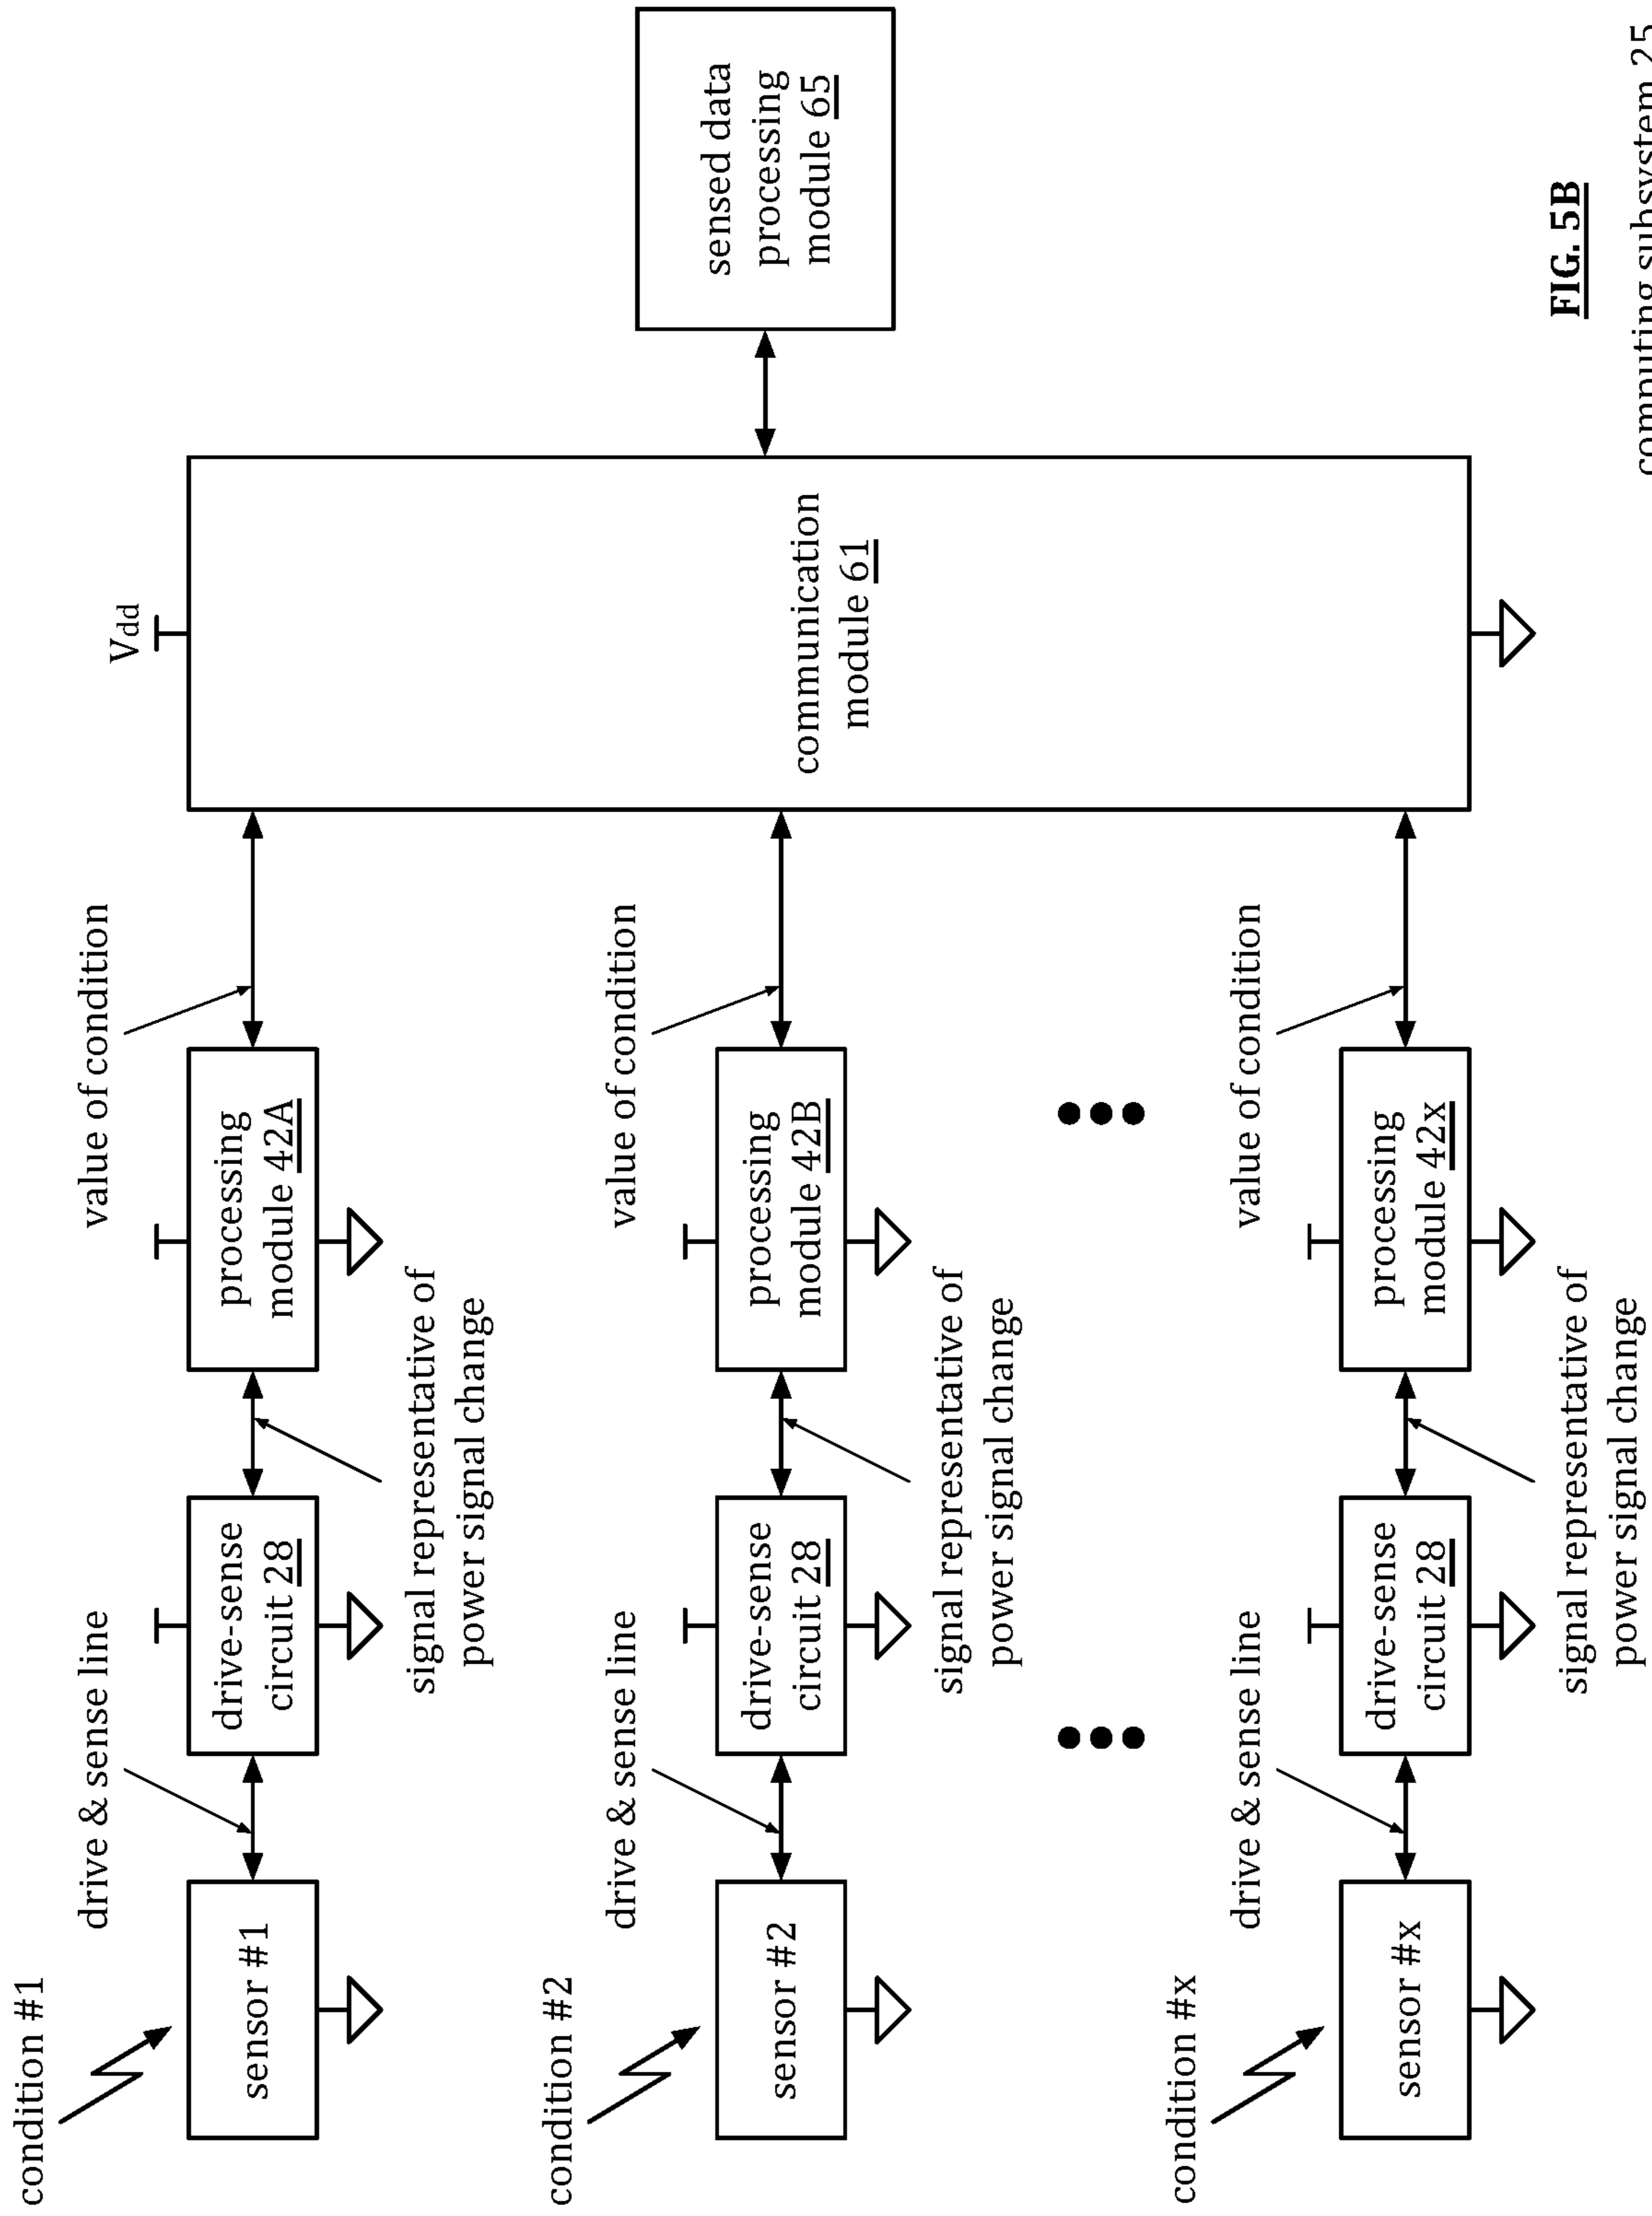 condition #1
sensor #1
drive & sense line
drive-sense
circuit 28
signal representative of
power signal change
processing
module 42A
value of condition
condition #2
sensor #2
drive & sense line
drive-sense
circuit 28
signal representative of
power signal change
processing
module 42B
value of condition
condition #x
sensor #x
drive & sense line
drive-sense
circuit 28
signal representative of
power signal change
processing
module 42x
value of condition
Vdd
communication
module 61
sensed data
processing
module 65
FIG. 5B
computing subsystem 25